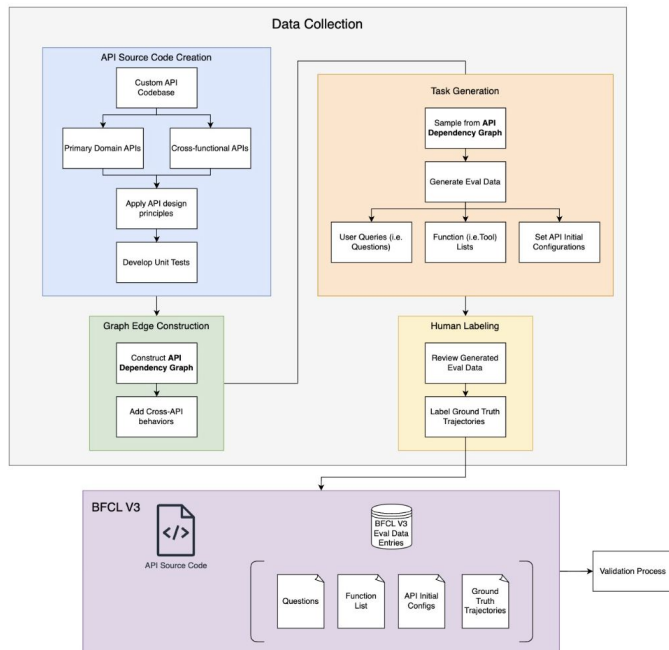 Data Collection
API Source Code Creation
Custom API
Codebase
Primary Domain APIs
Cross-functional APIs
Apply API design
principles
Develop Unit Tests
Graph Edge Construction
Construct API
Dependency Graph
Add Cross-API
behaviors
Task Generation
Sample from API
Dependency Graph
Generate Eval Data
User Queries (i.e.
Questions)
Function (i.e.Tool)
Lists
Set API Initial
Configurations
Human Labeling
Review Generated
Eval Data
Label Ground Truth
Trajectories
BFCL V3
</>
API Source Code
BFCL V3
Eval Data
Entries
Questions
Function
List
API Initial
Configs
Ground
Truth
Trajectories
Validation Process